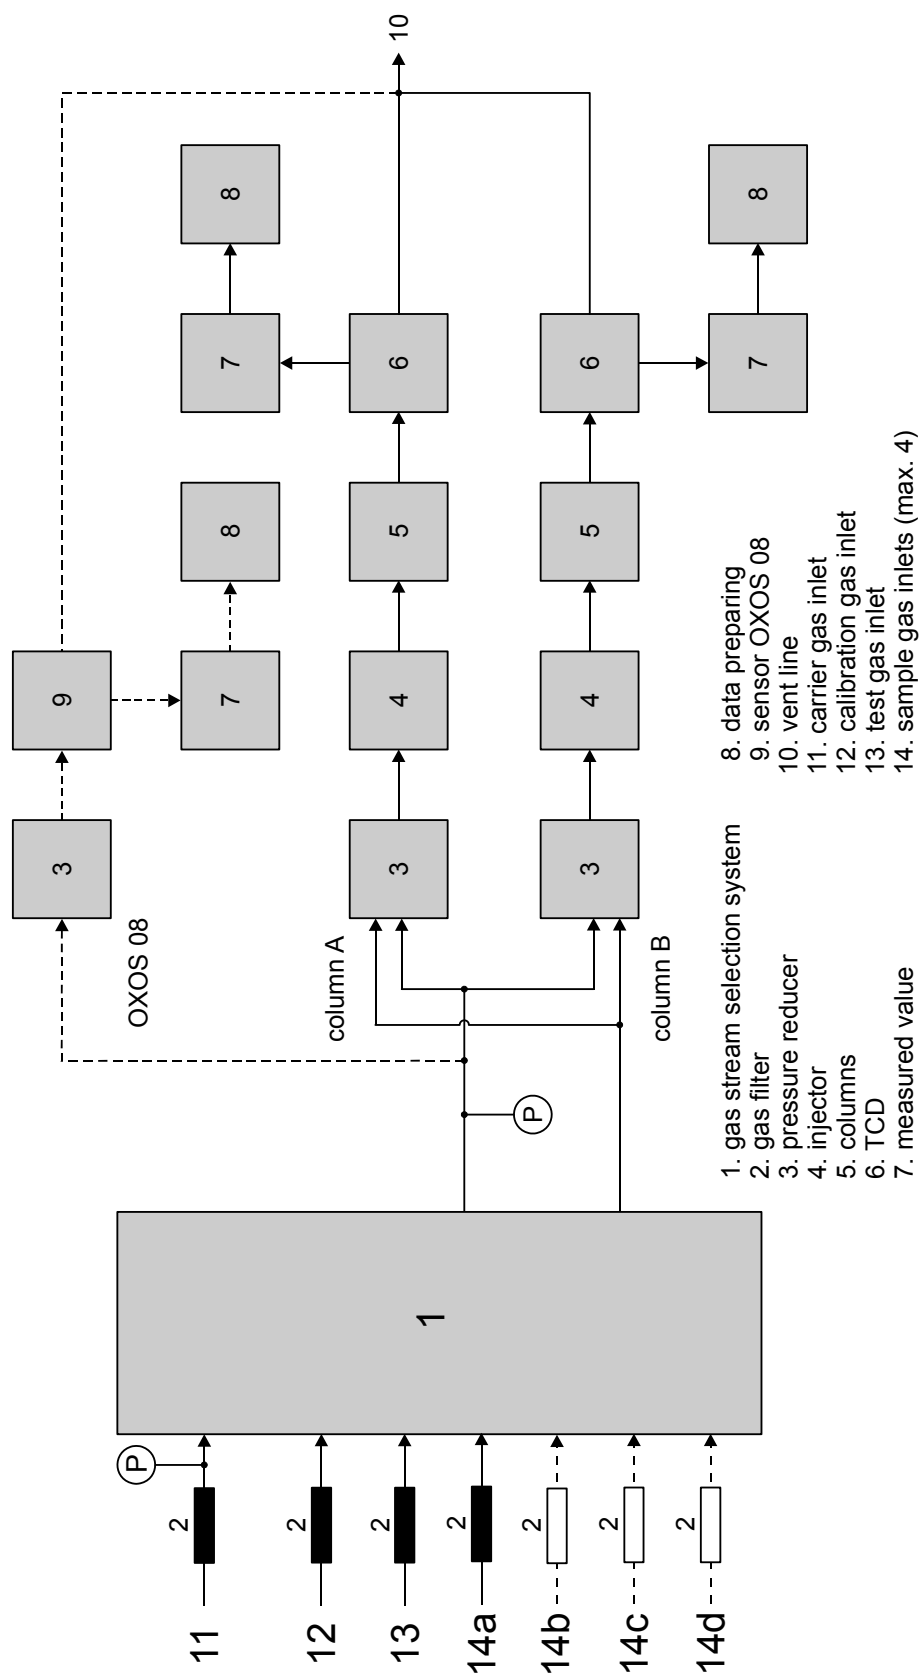 3
9
P
OXOS 08
2
11
7
8
7
8
2
12
column A
2
13
3
4
5
6
10
1
2
14a
2
P
14b
3
4
5
6
2
14c
column B
2
14d
7
8
1. gas stream selection system
2. gas filter
3. pressure reducer
4. injector
5. columns
6. TCD
7. measured value
8. data preparing
9. sensor OXOS 08
10. vent line
11. carrier gas inlet
12. calibration gas inlet
13. test gas inlet
14. sample gas inlets (max. 4)